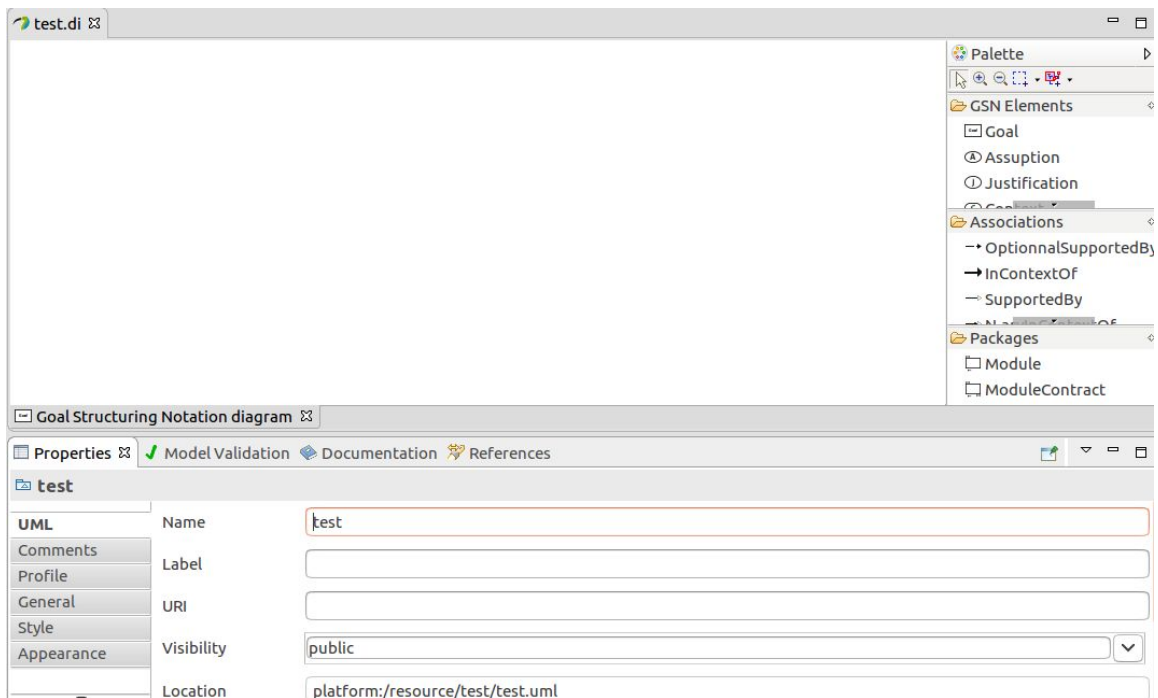 test.di
Palette
GSN Elements
Goal
Assuption
Justification
Associations
OptionnalSupportedBy
InContextOf
SupportedBy
Packages
Module
ModuleContract
Goal Structuring Notation diagram
Properties Model Validation Documentation References
test
UML
Comments
Profile
General
Style
Appearance
Name test
Label
URI
Visibility public
Location platform:/resource/test/test.uml